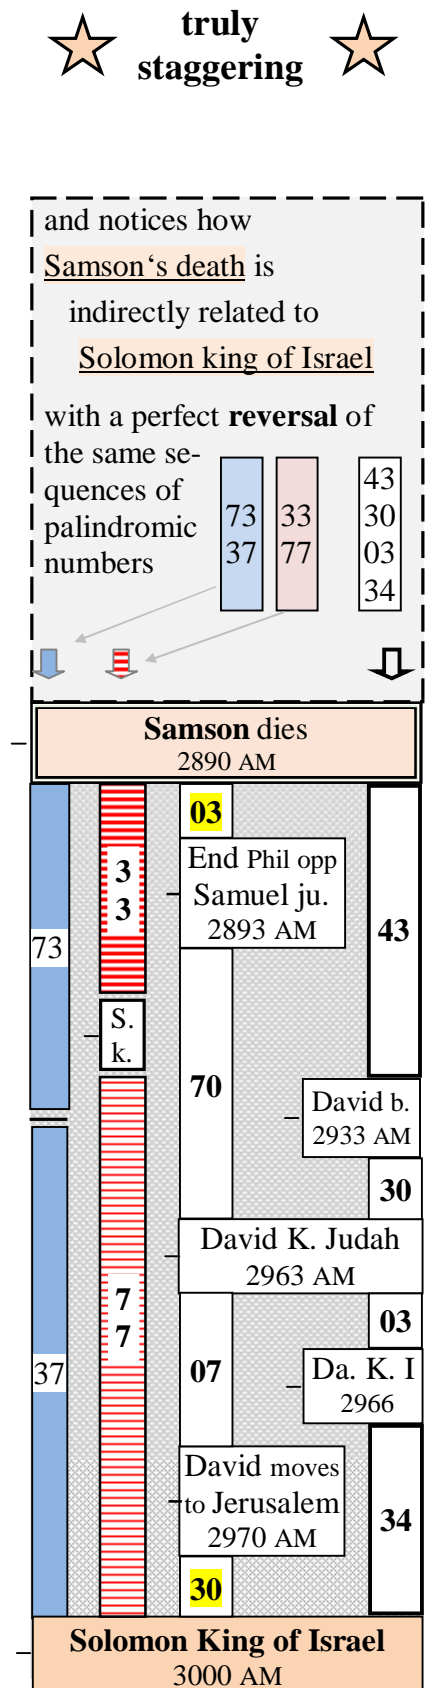 truly
staggering
and notices how
Samson‘s death is
indirectly related to
Solomon king of Israel
with a perfect reversal of
the same se-
quences of
palindromic
numbers
73
37
33
77
43
30
03
34
Samson dies
2890 AM
03
3
3
End Phil opp
Samuel ju.
2893 AM
43
73
S.
k.
70
David b.
2933 AM
30
David K. Judah
2963 AM
7
7
03
37
07
Da. K. I
2966
David moves
to Jerusalem
2970 AM
34
30
Solomon King of Israel
3000 AM